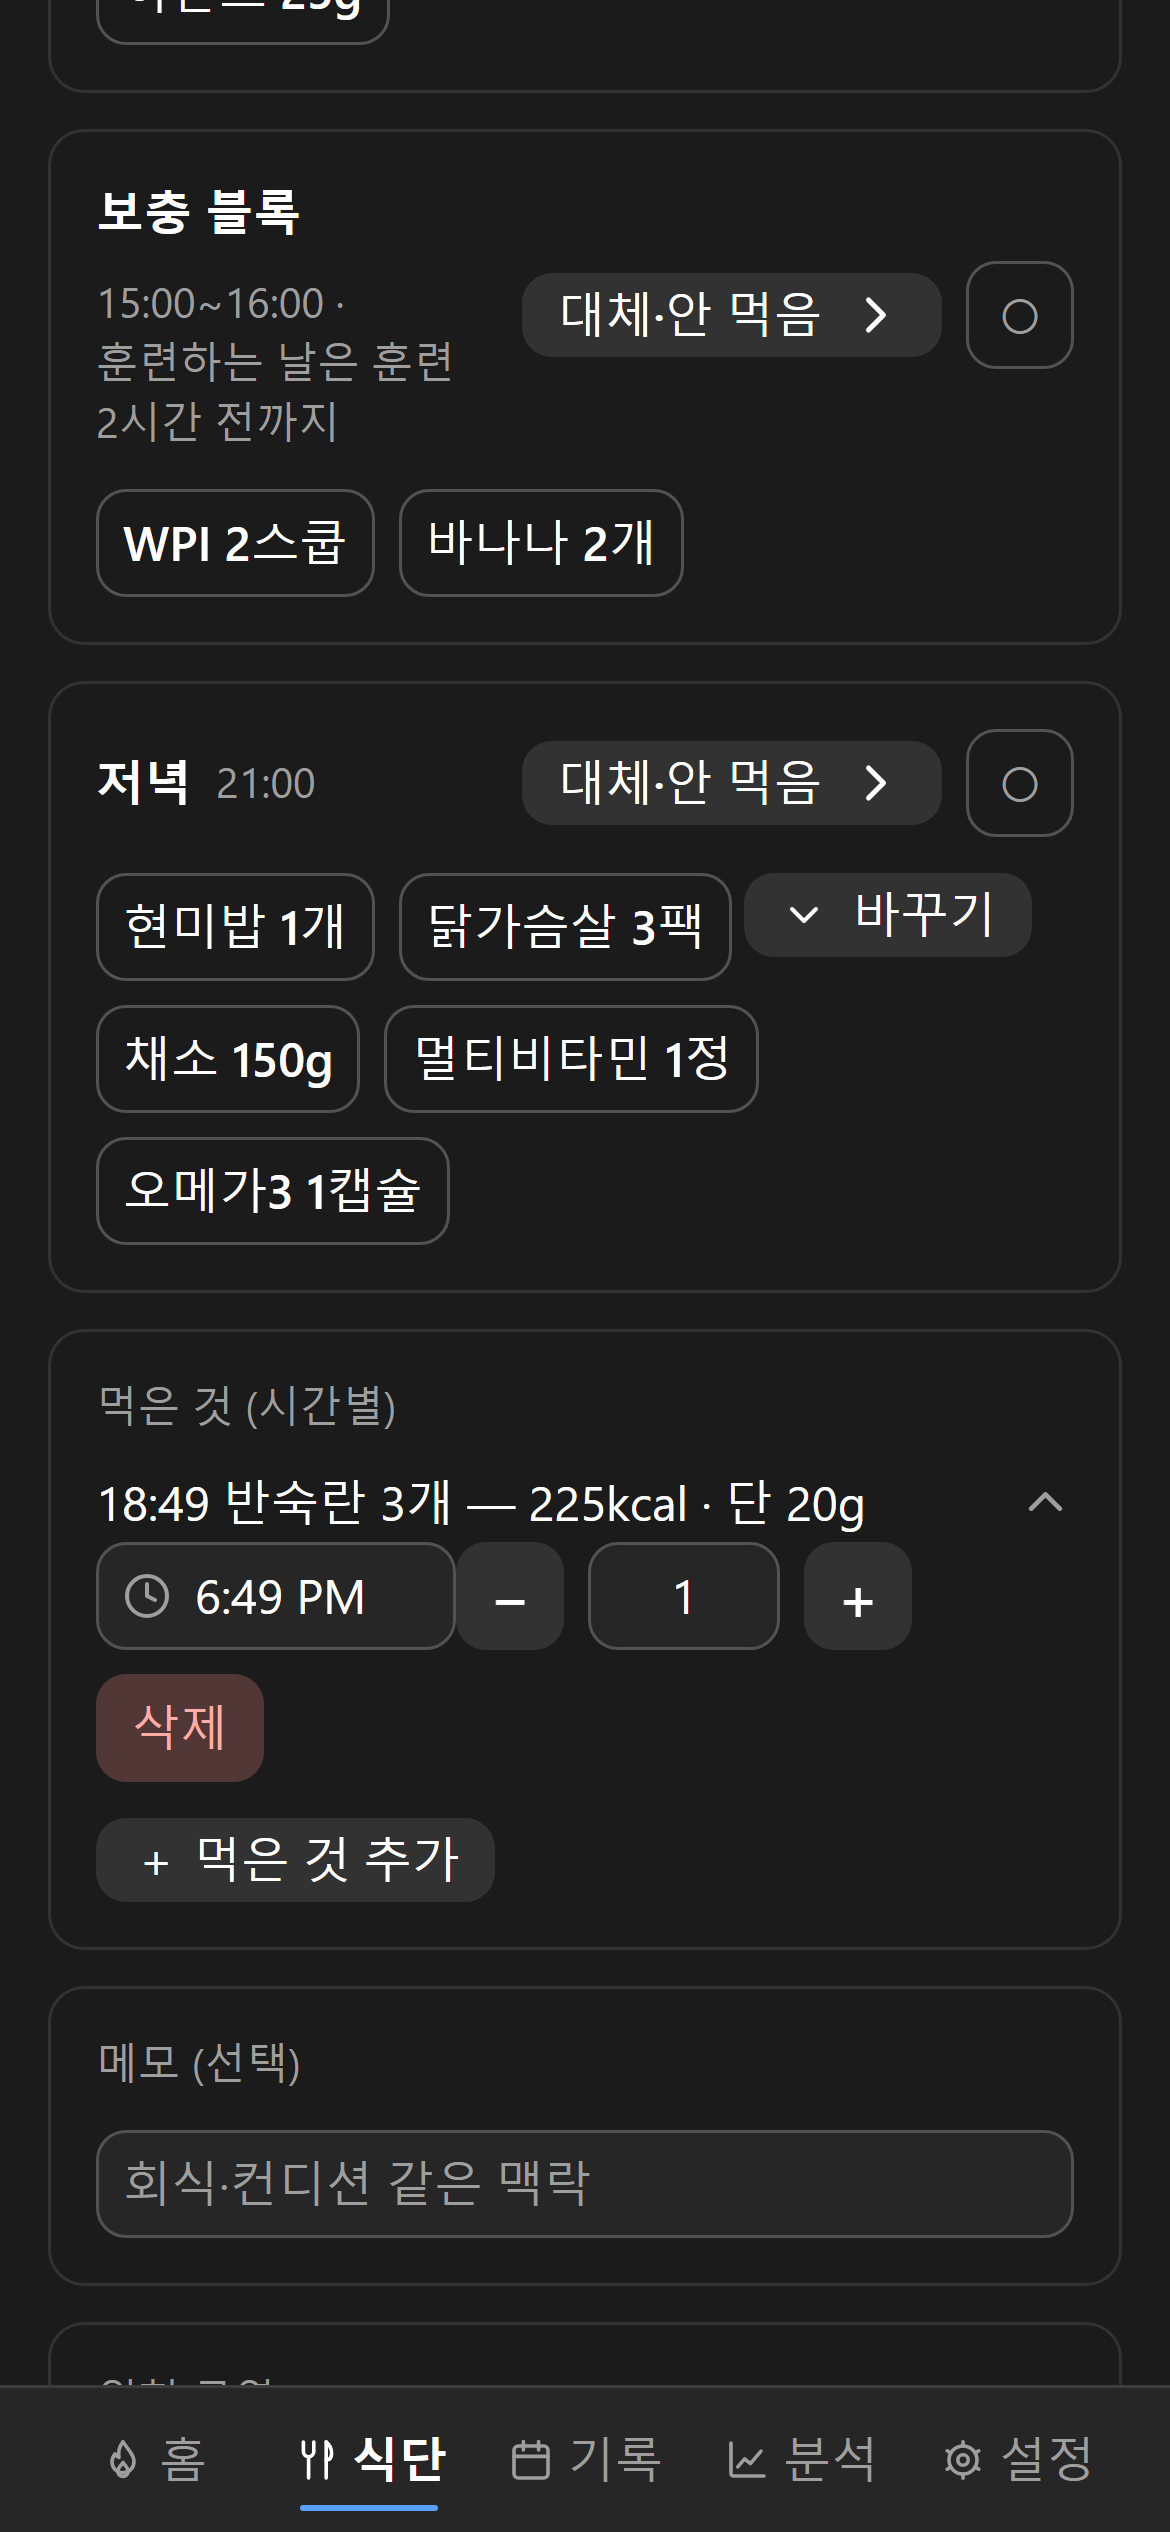 25g
보충 블록
15:00~16:00 ·
훈련하는 날은 훈련
2시간 전까지
대체·안 먹음
WPI 2스쿱
바나나 2개
저녁 21:00
대체·안 먹음
현미밥 1개
닭가슴살 3팩
바꾸기
채소 150g
멀티비타민 1정
오메가3 1캡슐
먹은 것 (시간별)
18:49 반숙란 3개 — 225kcal · 단 20g
6:49 PM
− 1 +
삭제
+ 먹은 것 추가
메모 (선택)
회식·컨디션 같은 맥락
홈
식단
기록
분석
설정